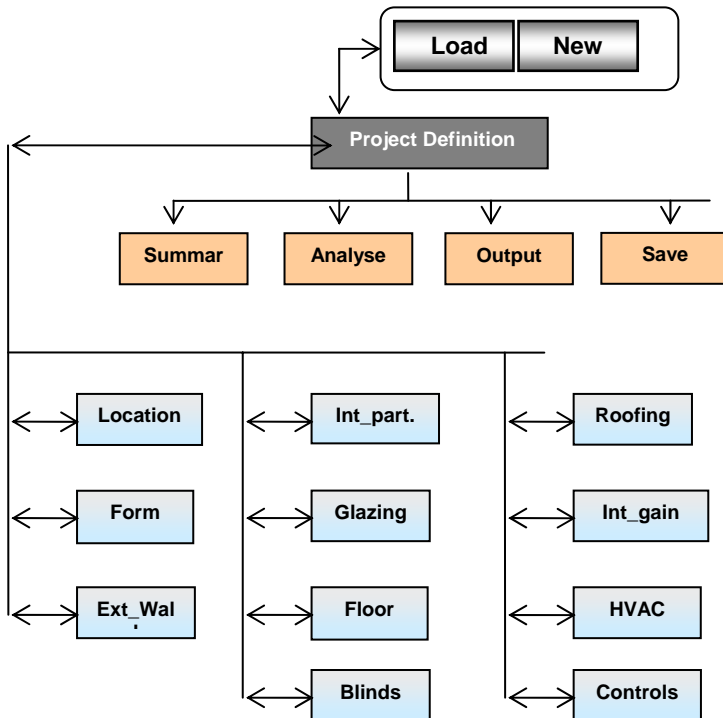 Load New
Project Definition
Summar Analyse Output Save
Location Int_part. Roofing
Form Glazing Int_gain
Ext_Wal Floor HVAC
Blinds Controls